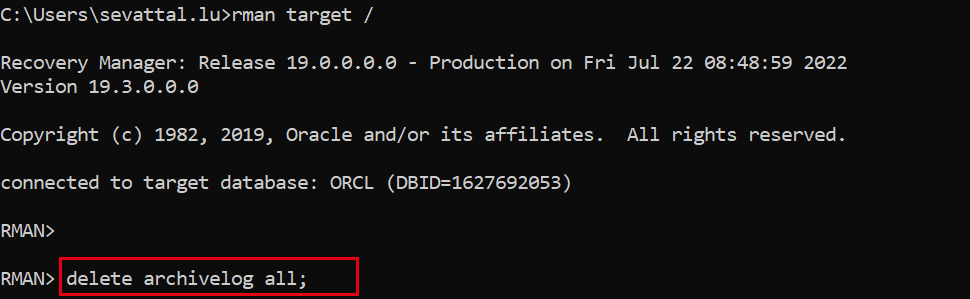 C:\Users\sevattal.lu>rman target /
Recovery Manager: Release 19.0.0.0.0 - Production on Fri Jul 22 08:48:59 2022
Version 19.3.0.0.0
Copyright (c) 1982, 2019, Oracle and/or its affiliates.  All rights reserved.
connected to target database: ORCL (DBID=1627692053)
RMAN>
RMAN> delete archivelog all;